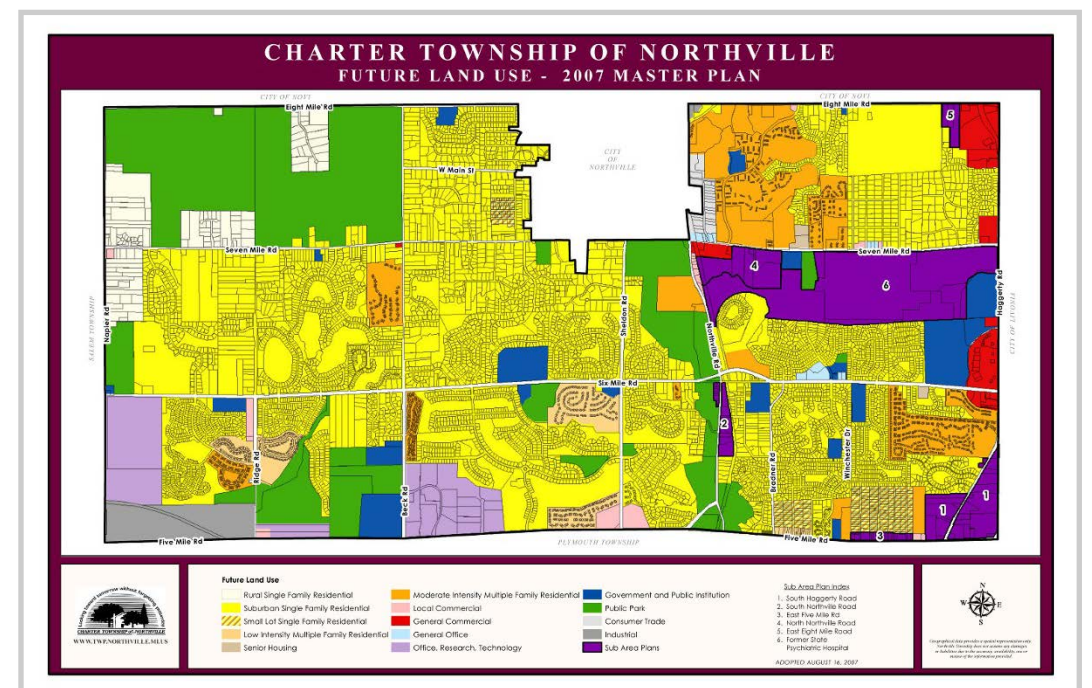 CHARTER TOWNSHIP OF NORTHVILLE
FUTURE LAND USE - 2007 MASTER PLAN
CITY OF NOVI
CITY OF NOVI
Eight Mile Rd
Eight Mile Rd
5
CITY
OF
NORTHVILLE
W Main St
Seven Mile Rd
Seven Mile Rd
4
6
Napier Rd
SALEM TOWNSHIP
Sheldon Rd
Northville Rd
Haggerty Rd
CITY OF LIVONIA
Six Mile Rd
2
Ridge Rd
Beck Rd
Bradner Rd
Winchester Dr
1
1
3
Five Mile Rd
Five Mile Rd
PLYMOUTH TOWNSHIP
CHARTER TOWNSHIP of NORTHVILLE
WWW.TWP.NORTHVILLE.MI.US
Future Land Use
Rural Single Family Residential
Suburban Single Family Residential
Small Lot Single Family Residential
Low Intensity Multiple Family Residential
Senior Housing
Moderate Intensity Multiple Family Residential
Local Commercial
General Commercial
General Office
Office, Research, Technology
Government and Public Institution
Public Park
Consumer Trade
Industrial
Sub Area Plans
Sub Area Plan Index
1. South Haggerty Road
2. South Northville Road
3. East Five Mile Rd
4. North Northville Road
5. East Eight Mile Road
6. Former State
Psychiatric Hospital
ADOPTED AUGUST 16, 2007
N
W
E
S